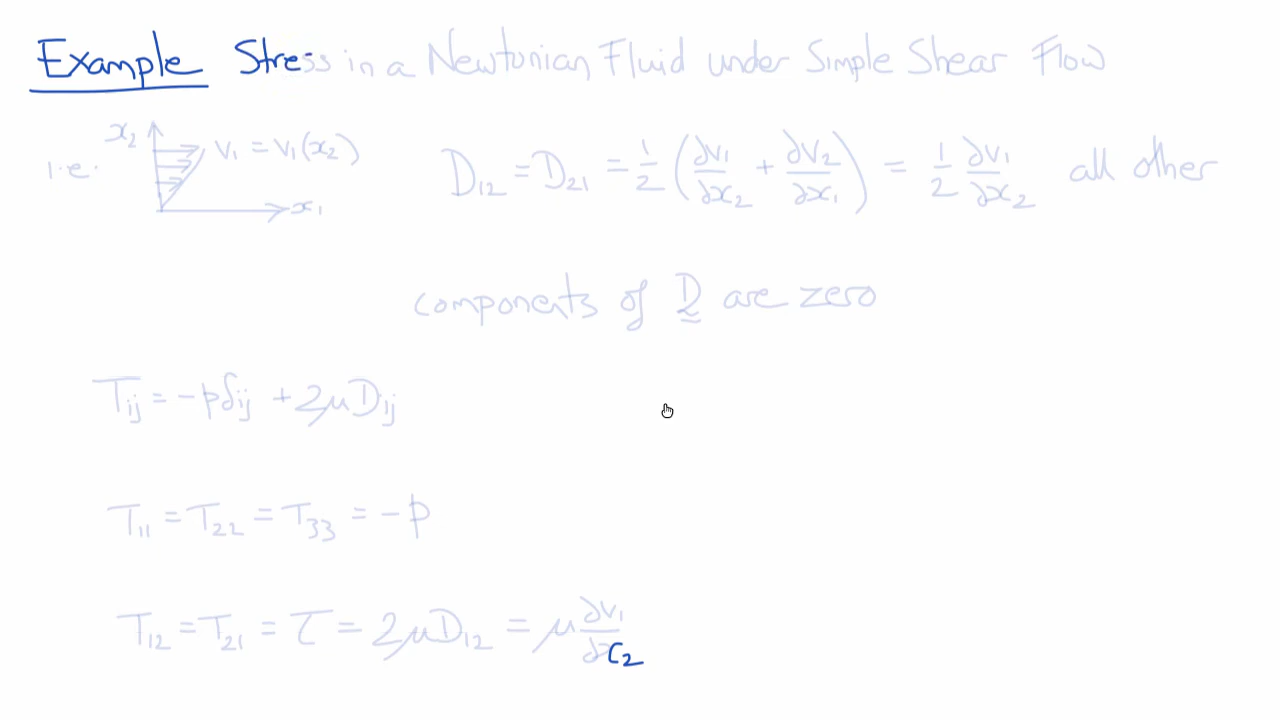 Example Stress in a Newtonian Fluid under Simple Shear Flow
i.e. x₂ x₁ V₁ = V₁(x₂) D₁₂ = D₂₁ = 1/2 (∂V₁/∂x₂ + ∂V₂/∂x₁) = 1/2 ∂V₁/∂x₂ all other
components of D are zero
Tᵢⱼ = -pδᵢⱼ + 2μDᵢⱼ
T₁₁ = T₂₂ = T₃₃ = -p
T₁₂ = T₂₁ = τ = 2μD₁₂ = μ ∂V₁/∂x₂